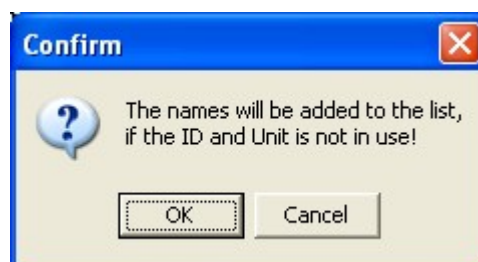 Confirm
The names will be added to the list,
if the ID and Unit is not in use!
OK
Cancel